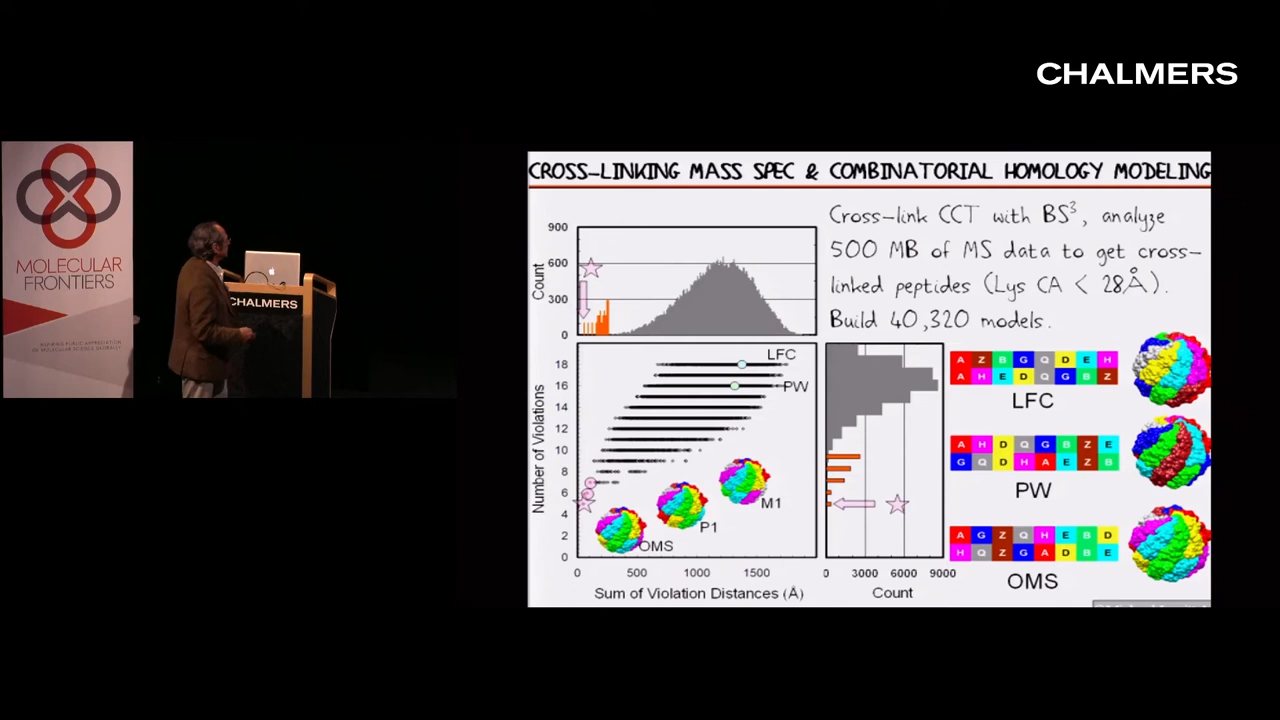 CHALMERS
MOLECULAR
FRONTIERS
CHALMERS
CROSS-LINKING MASS SPEC & COMBINATORIAL HOMOLOGY MODELING
Cross-link CCT with BS³, analyze
500 MB of MS data to get cross-
linked peptides (Lys CA < 28Å).
Build 40,320 models.
Count
900
600
300
0
Number of Violations
18
16
14
12
10
8
6
4
2
0
LFC
PW
M1
P1
OMS
0 500 1000 1500
Sum of Violation Distances (Å)
0 3000 6000 9000
Count
A Z B G Q D E H
A H E D Q G B Z
LFC
A H D Q G B Z E
G Q D H A E Z B
PW
A G Z Q H E B D
H Q Z G A D B E
OMS